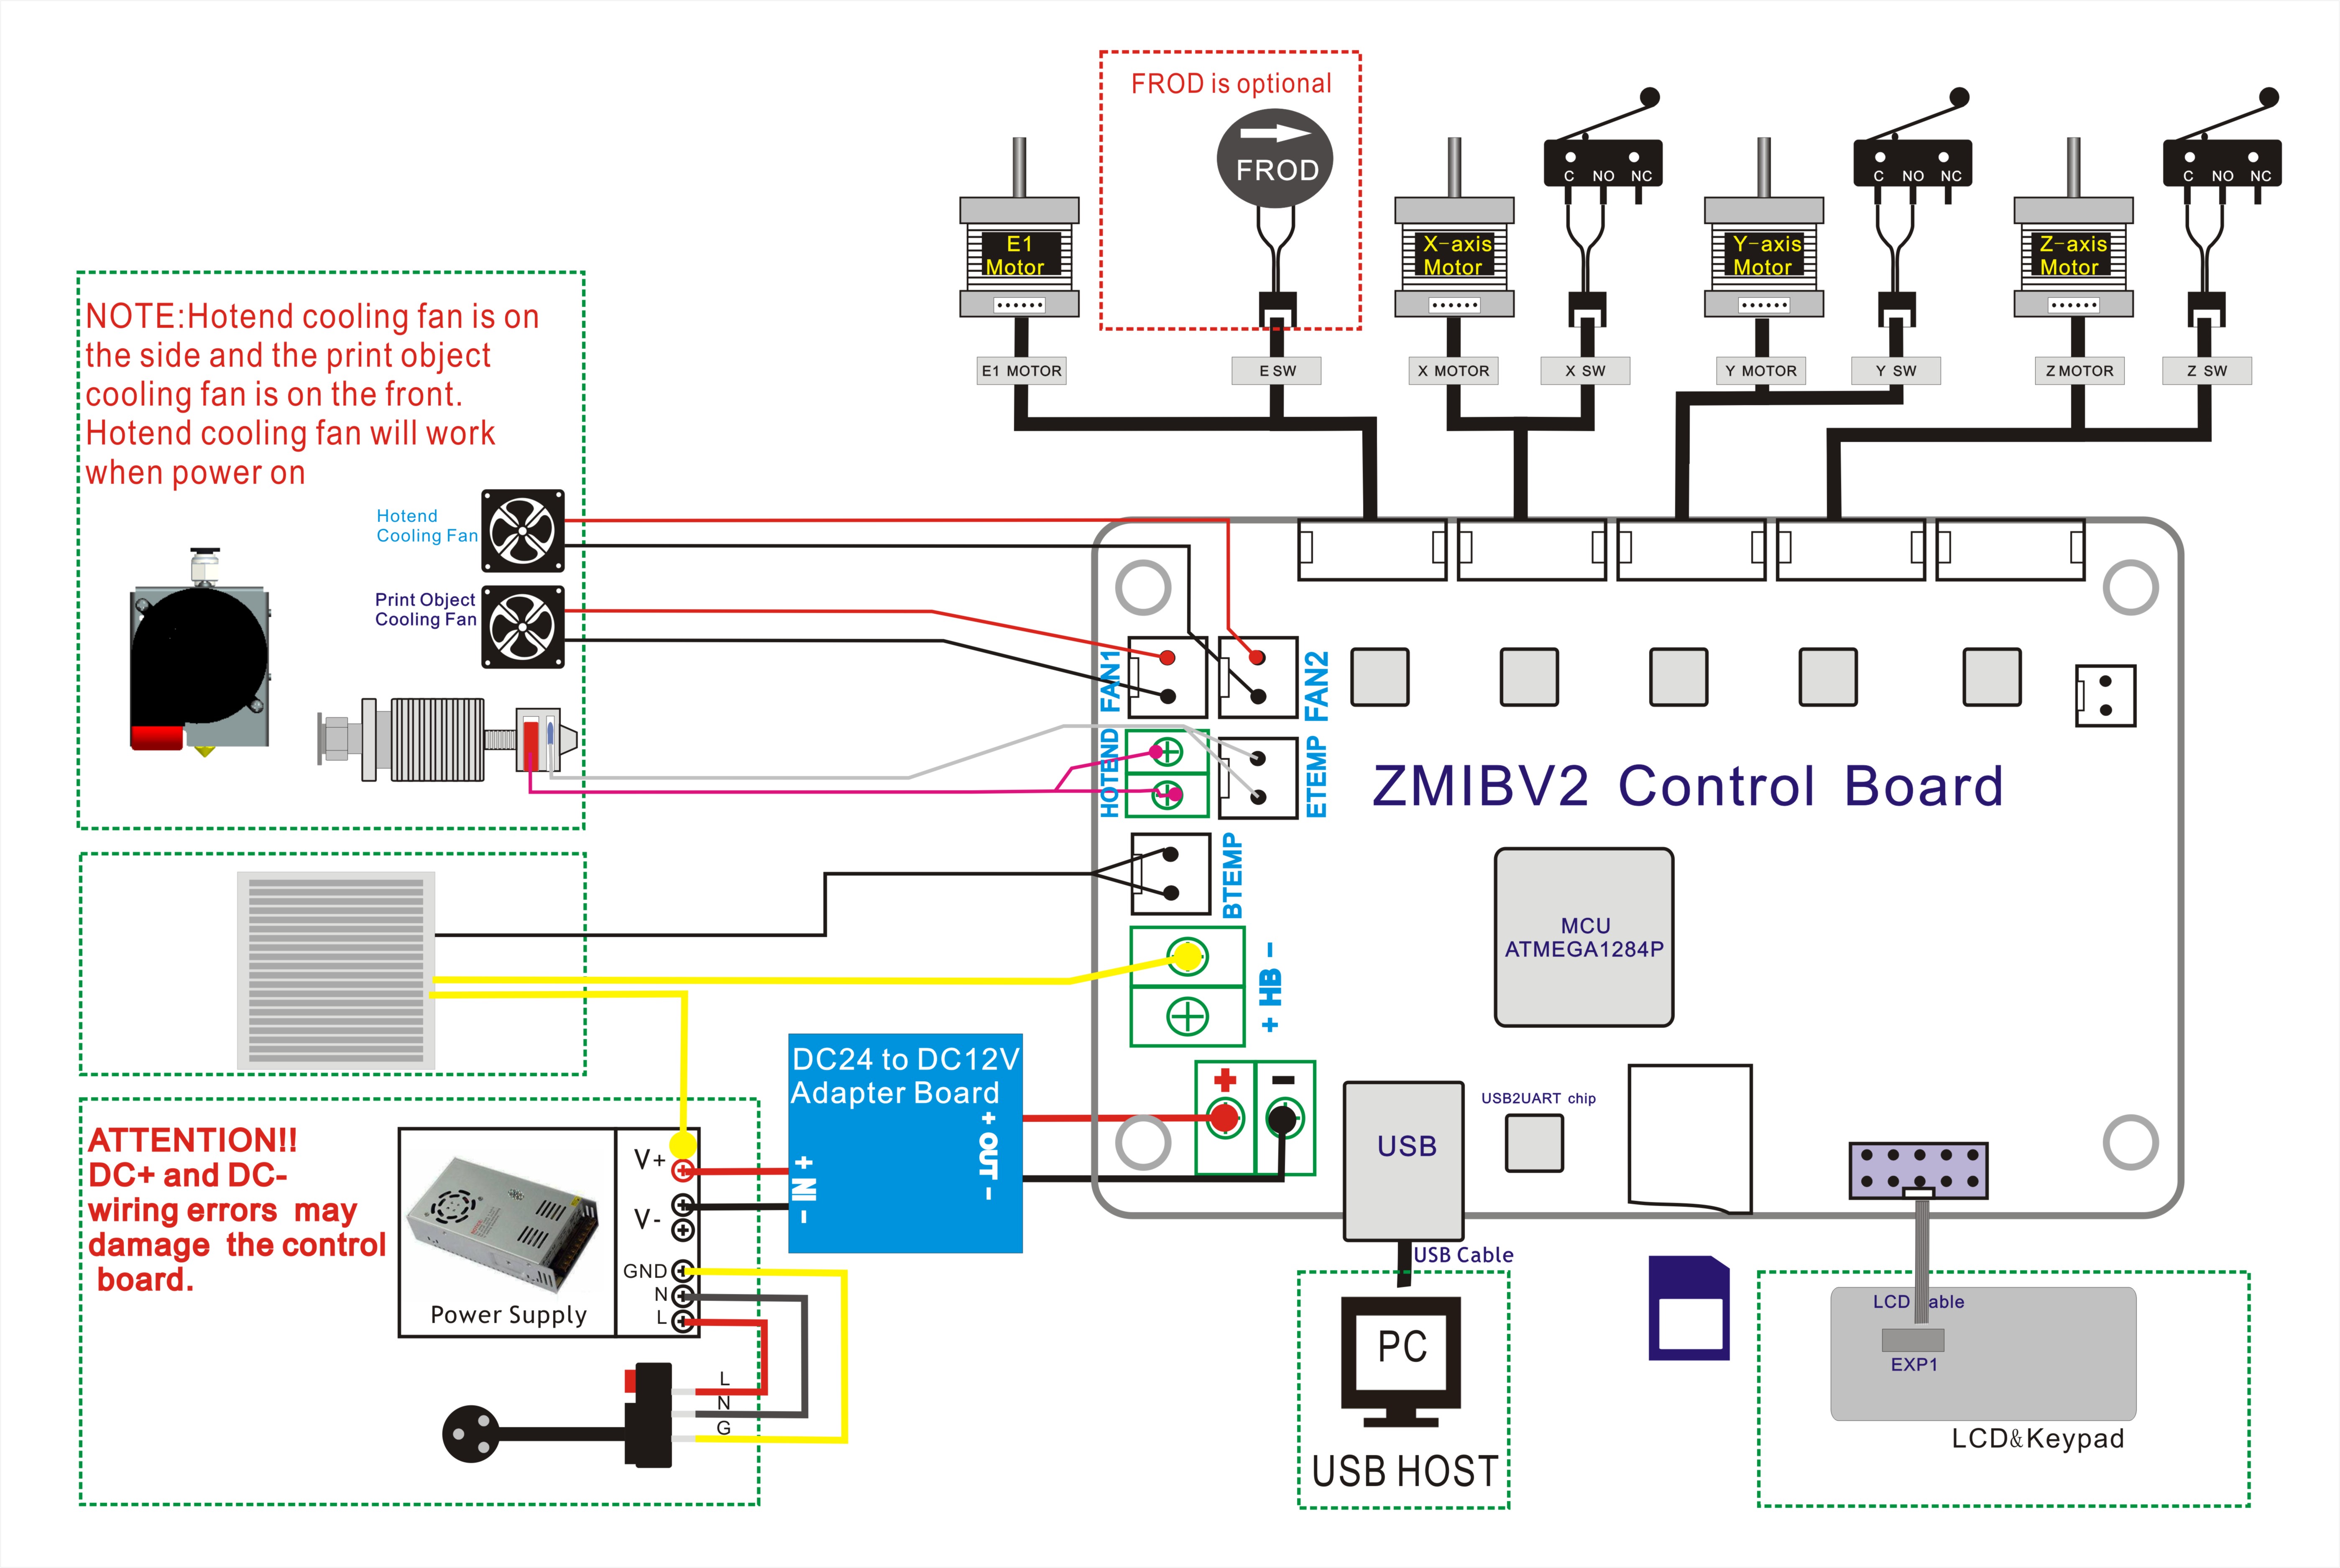 FROD is optional
FROD
C NO NC
C NO NC
C NO NC
E1
Motor
X-axis
Motor
Y-axis
Motor
Z-axis
Motor
E1 MOTOR
E SW
X MOTOR
X SW
Y MOTOR
Y SW
Z MOTOR
Z SW
NOTE:Hotend cooling fan is on
the side and the print object
cooling fan is on the front.
Hotend cooling fan will work
when power on
Hotend
Cooling Fan
Print Object
Cooling Fan
FAN1
FAN2
HOTEND
ETEMP
ZMIBV2 Control Board
BTEMP
MCU
ATMEGA1284P
+ HB -
DC24 to DC12V
Adapter Board
+ OUT -
+ IN -
+ -
USB
USB2UART chip
USB Cable
ATTENTION!!
DC+ and DC-
wiring errors may
damage the control
board.
V+
V-
GND
N
L
Power Supply
L
N
G
PC
USB HOST
LCD able
EXP1
LCD&Keypad